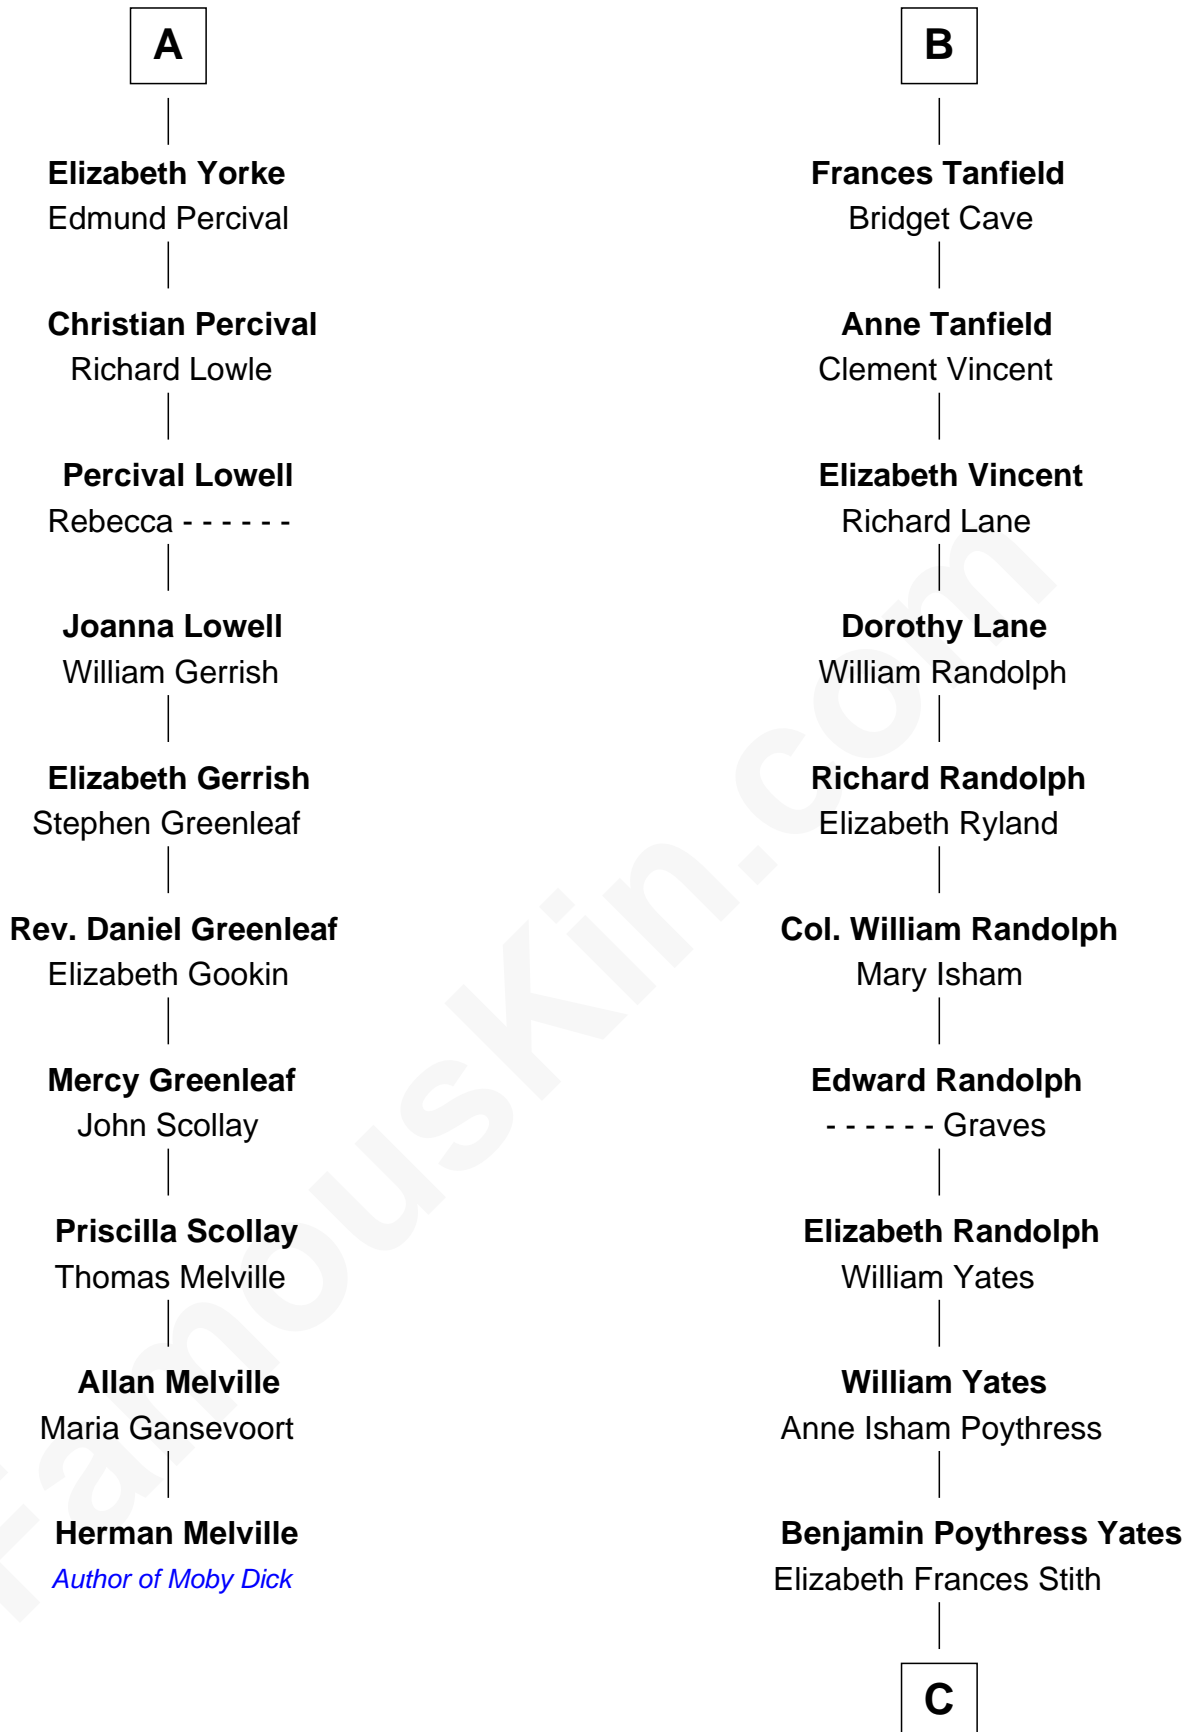 A
Elizabeth Yorke
Edmund Percival
Christian Percival
Richard Lowle
Percival Lowell
Rebecca - - - - - -
Joanna Lowell
William Gerrish
Elizabeth Gerrish
Stephen Greenleaf
Rev. Daniel Greenleaf
Elizabeth Gookin
Mercy Greenleaf
John Scollay
Priscilla Scollay
Thomas Melville
Allan Melville
Maria Gansevoort
Herman Melville
Author of Moby Dick
B
Frances Tanfield
Bridget Cave
Anne Tanfield
Clement Vincent
Elizabeth Vincent
Richard Lane
Dorothy Lane
William Randolph
Richard Randolph
Elizabeth Ryland
Col. William Randolph
Mary Isham
Edward Randolph
- - - - - - Graves
Elizabeth Randolph
William Yates
William Yates
Anne Isham Poythress
Benjamin Poythress Yates
Elizabeth Frances Stith
C
FamousKin.com